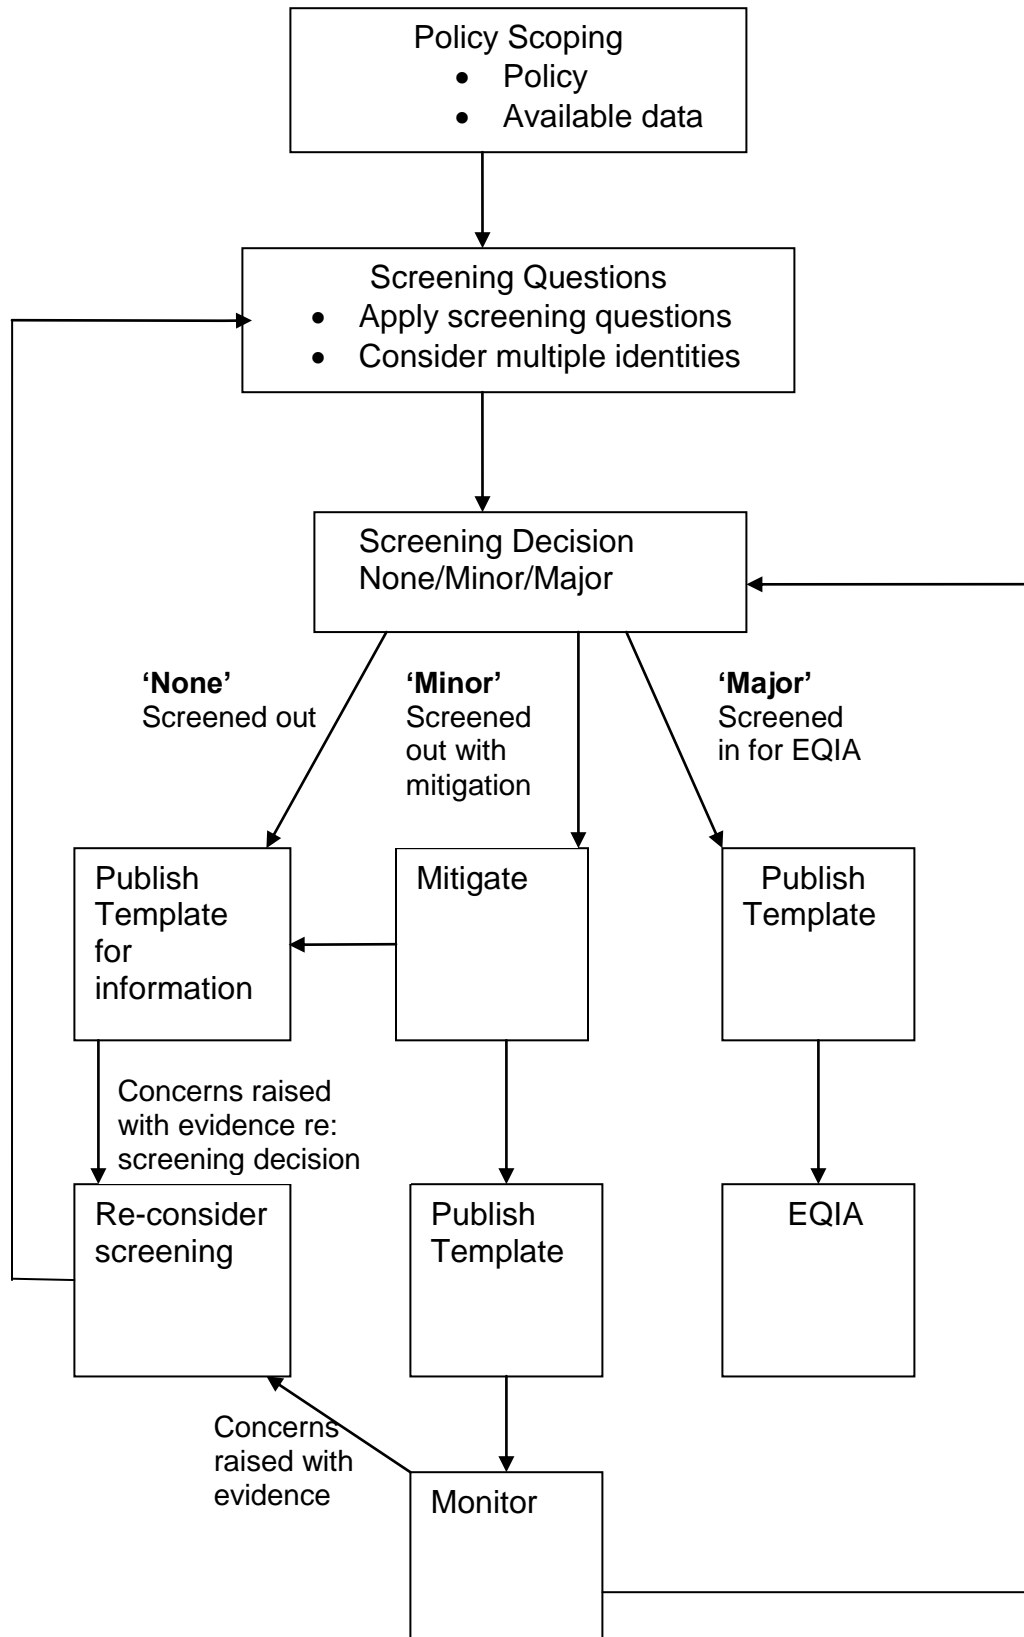 Policy Scoping
• Policy
• Available data
Screening Questions
• Apply screening questions
• Consider multiple identities
Screening Decision
None/Minor/Major
‘None’
Screened out
‘Minor’
Screened
out with
mitigation
‘Major’
Screened
in for EQIA
Publish
Template
for
information
Mitigate
Publish
Template
Concerns raised
with evidence re:
screening decision
Re-consider
screening
Publish
Template
EQIA
Concerns
raised with
evidence
Monitor